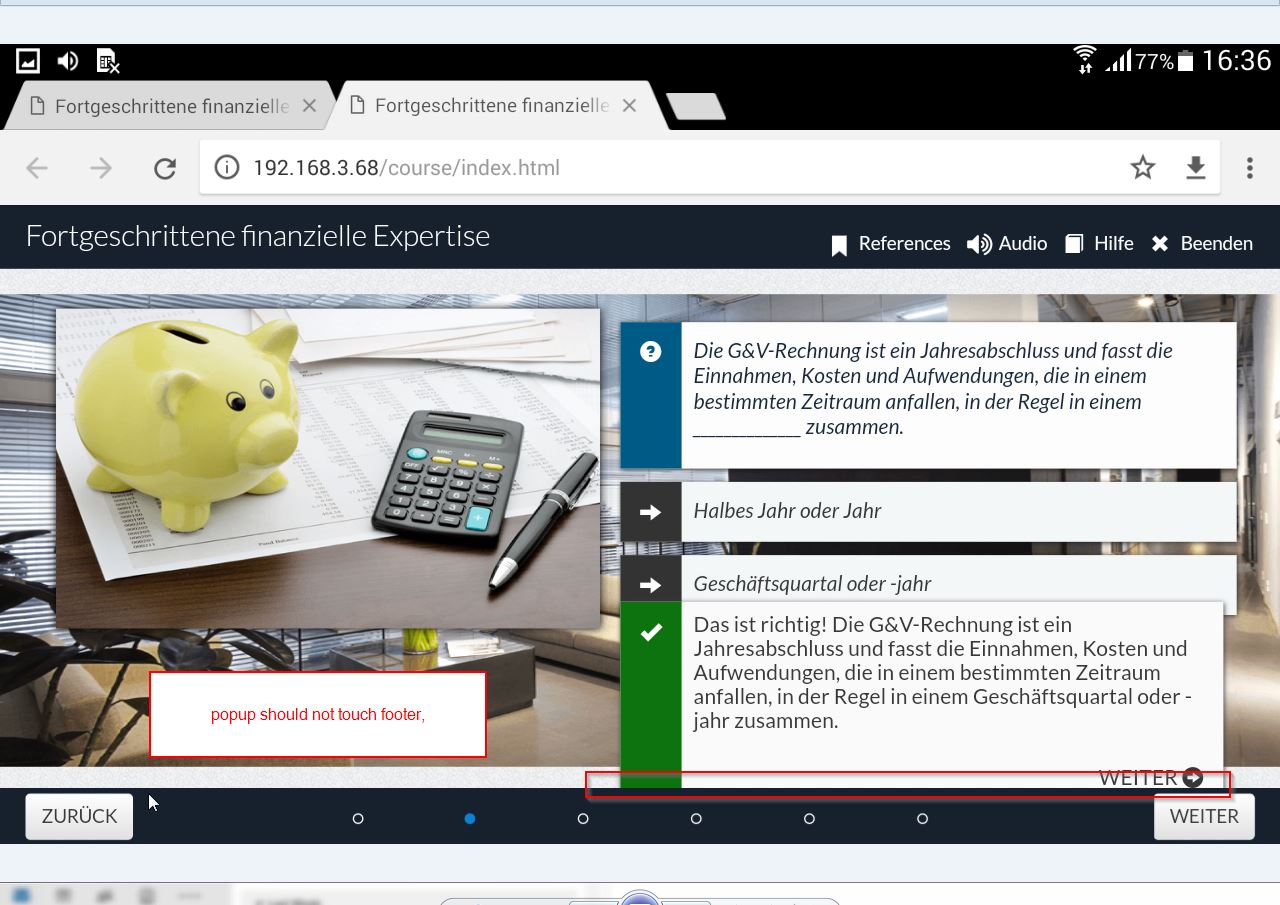 77% 16:36
Fortgeschrittene finanzielle
Fortgeschrittene finanzielle
192.168.3.68/course/index.html
Fortgeschrittene finanzielle Expertise
References Audio Hilfe Beenden
Die G&V-Rechnung ist ein Jahresabschluss und fasst die
Einnahmen, Kosten und Aufwendungen, die in einem
bestimmten Zeitraum anfallen, in der Regel in einem
______________ zusammen.
Halbes Jahr oder Jahr
Geschäftsquartal oder -jahr
Das ist richtig! Die G&V-Rechnung ist ein
Jahresabschluss und fasst die Einnahmen, Kosten und
Aufwendungen, die in einem bestimmten Zeitraum
anfallen, in der Regel in einem Geschäftsquartal oder -
jahr zusammen.
WEITER
popup should not touch footer,
ZURÜCK
WEITER